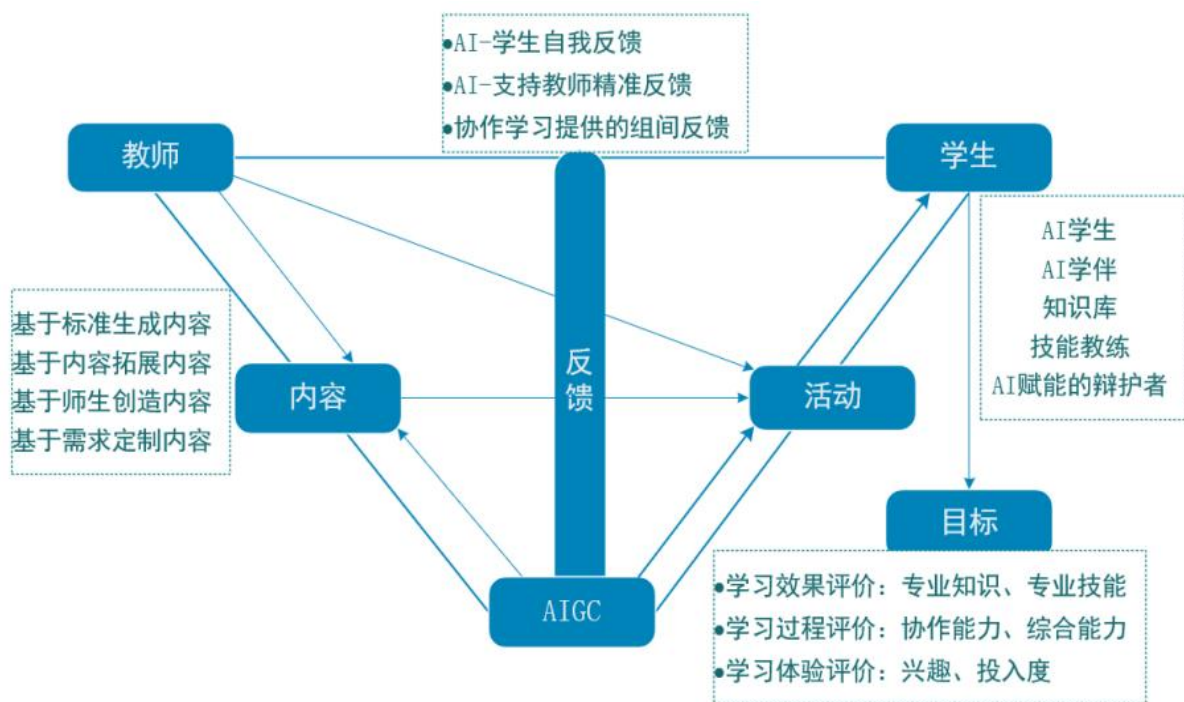 ●AI-学生自我反馈
●AI-支持教师精准反馈
●协作学习提供的组间反馈
教师
学生
AI学生
AI学伴
知识库
技能教练
AI赋能的辩护者
基于标准生成内容
基于内容拓展内容
基于师生创造内容
基于需求定制内容
内容
反
馈
活动
目标
AIGC
●学习效果评价：专业知识、专业技能
●学习过程评价：协作能力、综合能力
●学习体验评价：兴趣、投入度